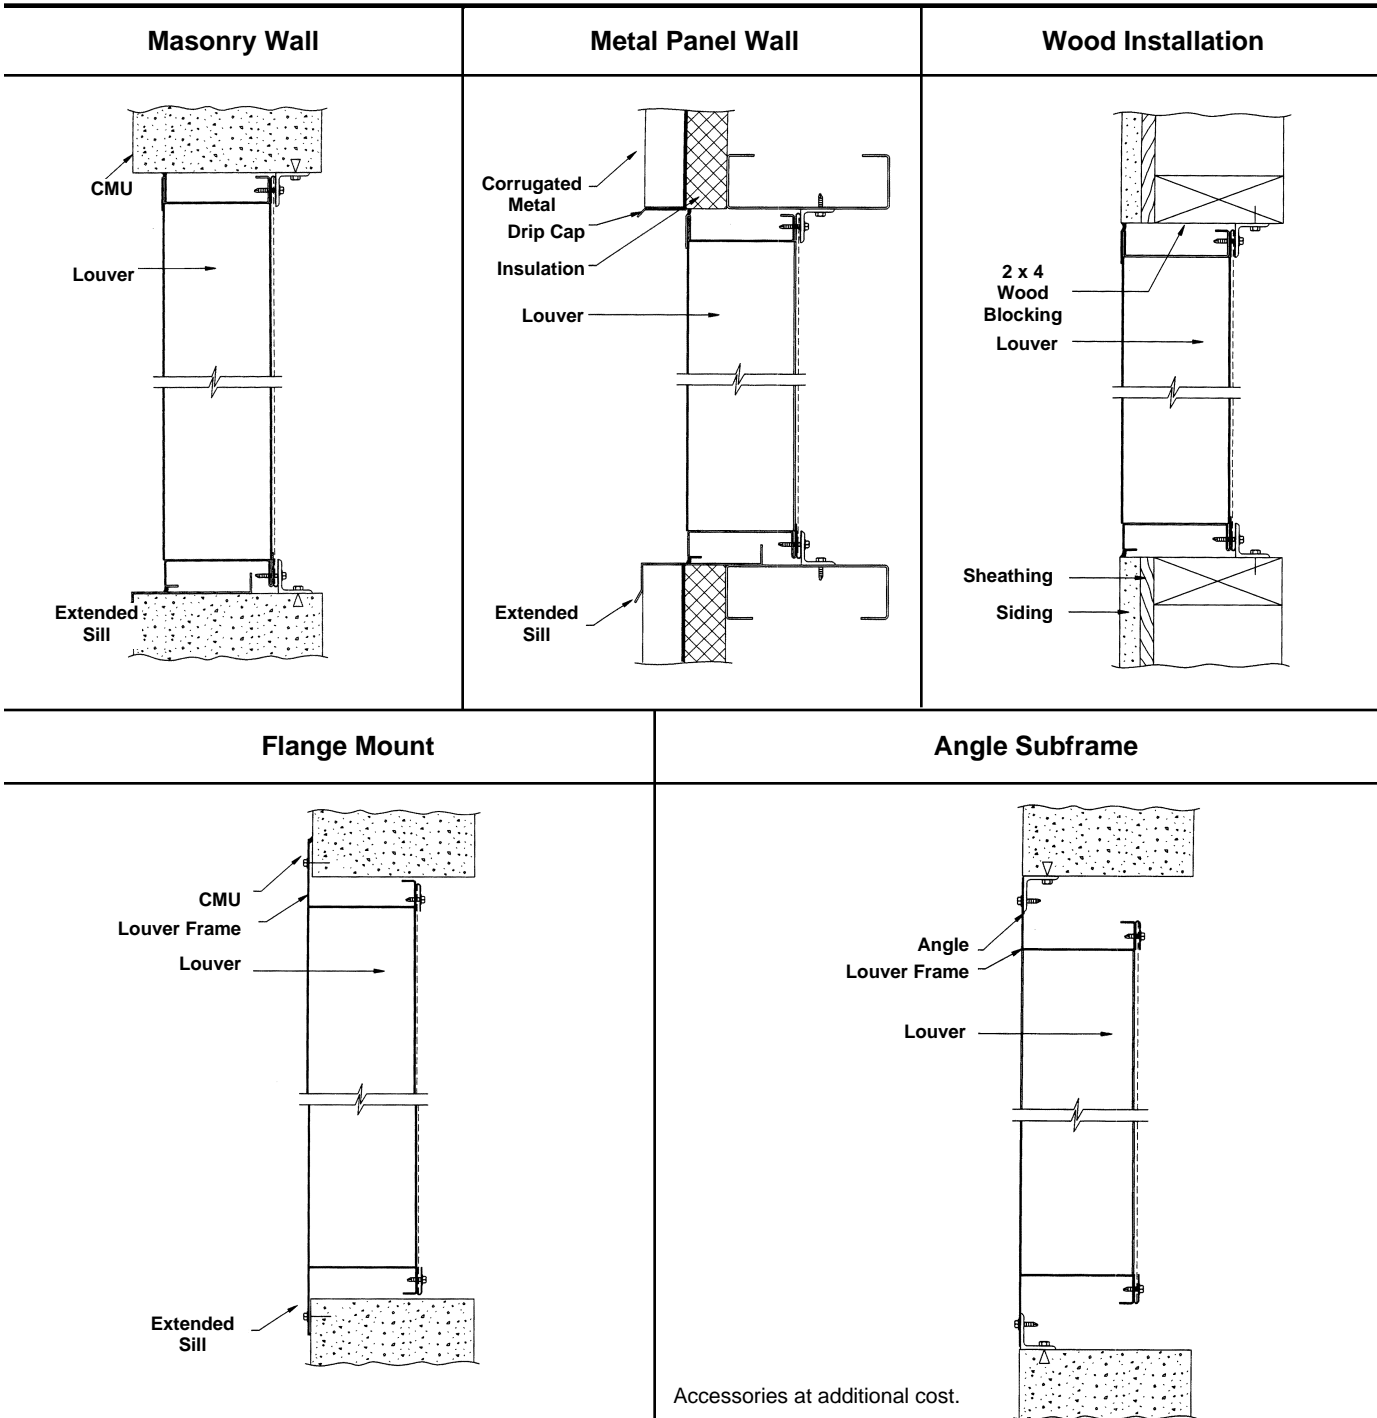 Masonry Wall
Metal Panel Wall
Wood Installation
CMU
Louver
Extended
Sill
Corrugated
Metal
Drip Cap
Insulation
Louver
Extended
Sill
2 x 4
Wood
Blocking
Louver
Sheathing
Siding
Flange Mount
Angle Subframe
CMU
Louver Frame
Louver
Extended
Sill
Angle
Louver Frame
Louver
Accessories at additional cost.